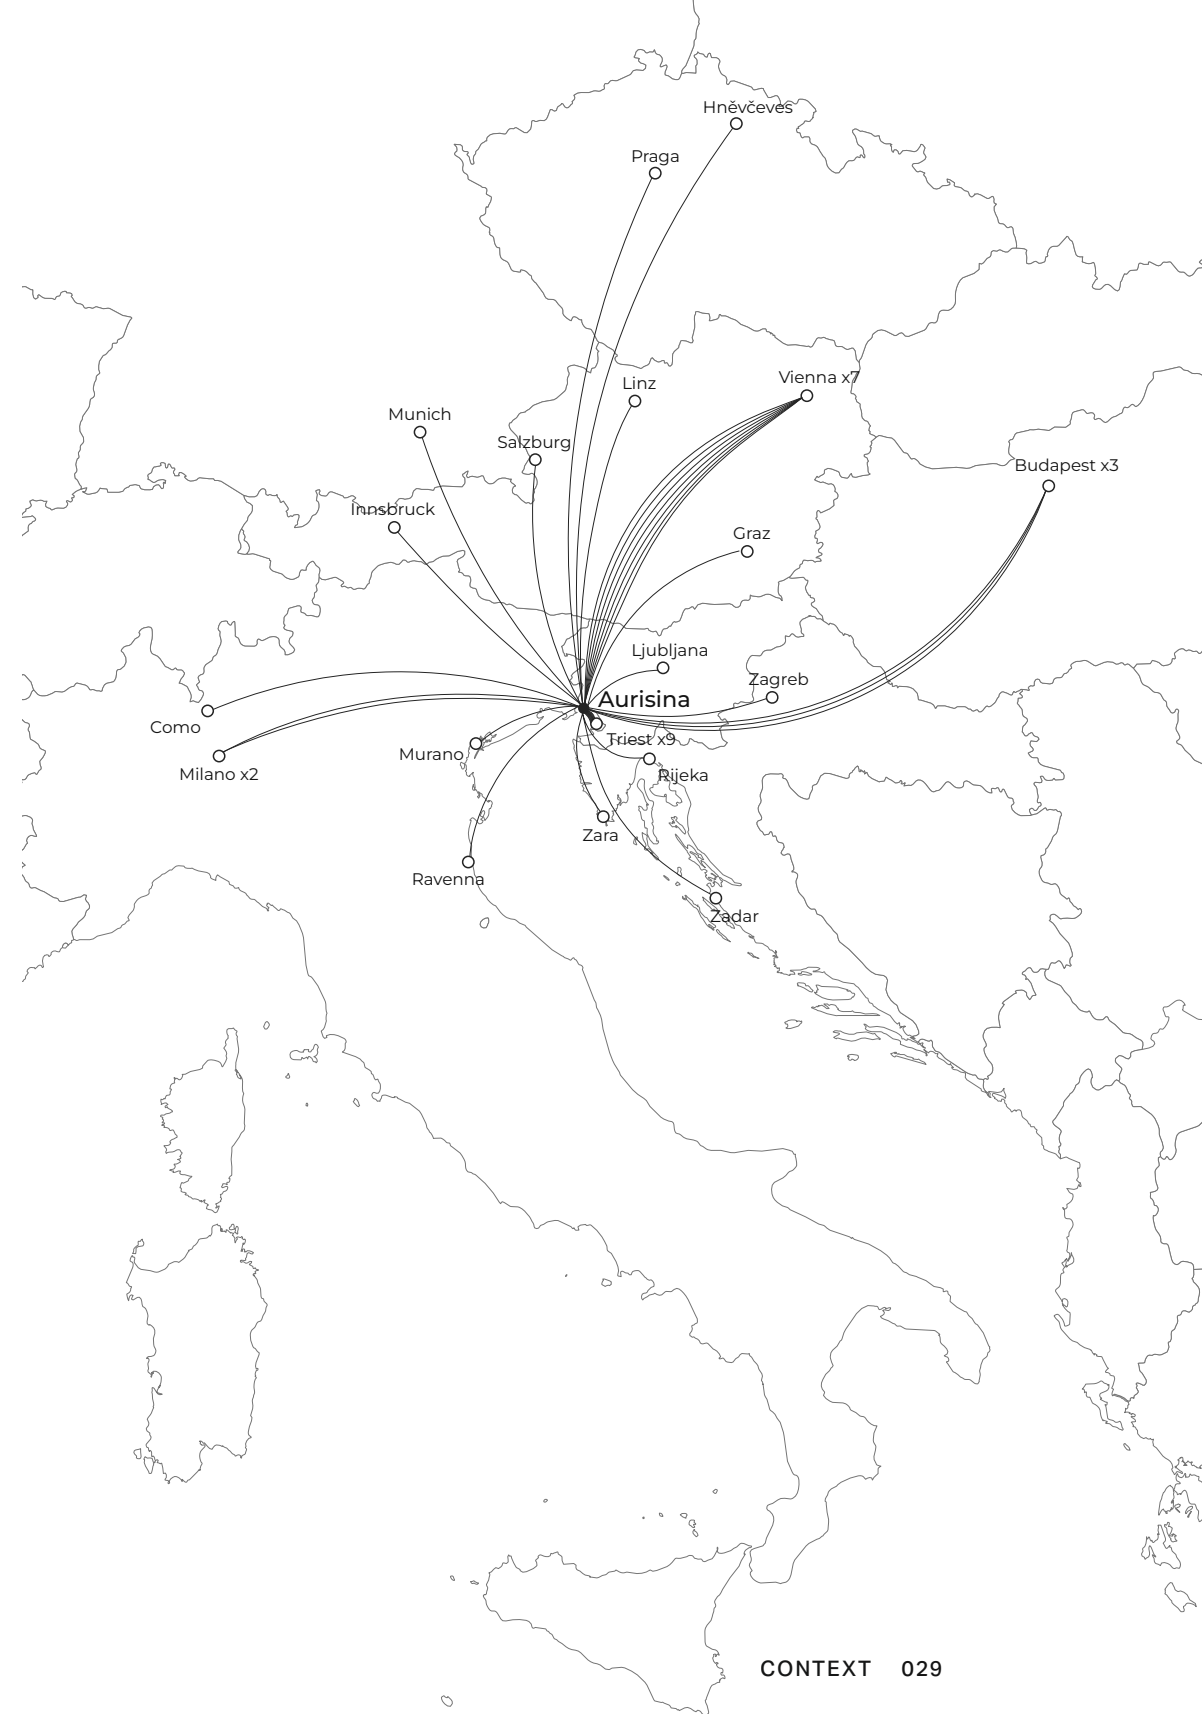 Hněvčeves
Praga
Vienna x7
Linz
Munich
Salzburg
Budapest x3
Innsbruck
Graz
Ljubljana
Zagreb
Aurisina
Como
Triest x9
Murano
Milano x2
Rijeka
Zara
Ravenna
Zadar
CONTEXT 029